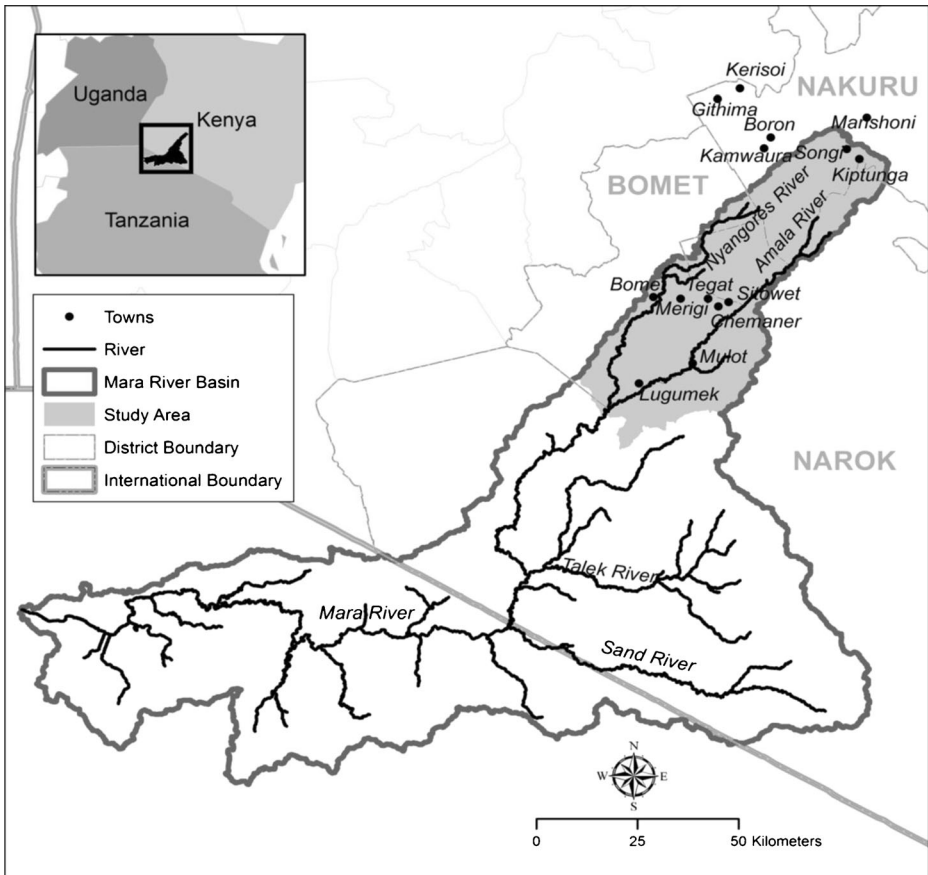 Uganda
Kenya
Tanzania
Towns
River
Mara River Basin
Study Area
District Boundary
International Boundary
Kerisoi
Githima
NAKURU
Boron
Marishoni
Kamwaura
Songi
Kiptunga
BOMET
Nyangores River
Amala River
Bomet
Tegat
Sitowet
Merigi
Chemaner
Mulot
Lugumek
NAROK
Talek River
Mara River
Sand River
N
W
E
S
0
25
50 Kilometers